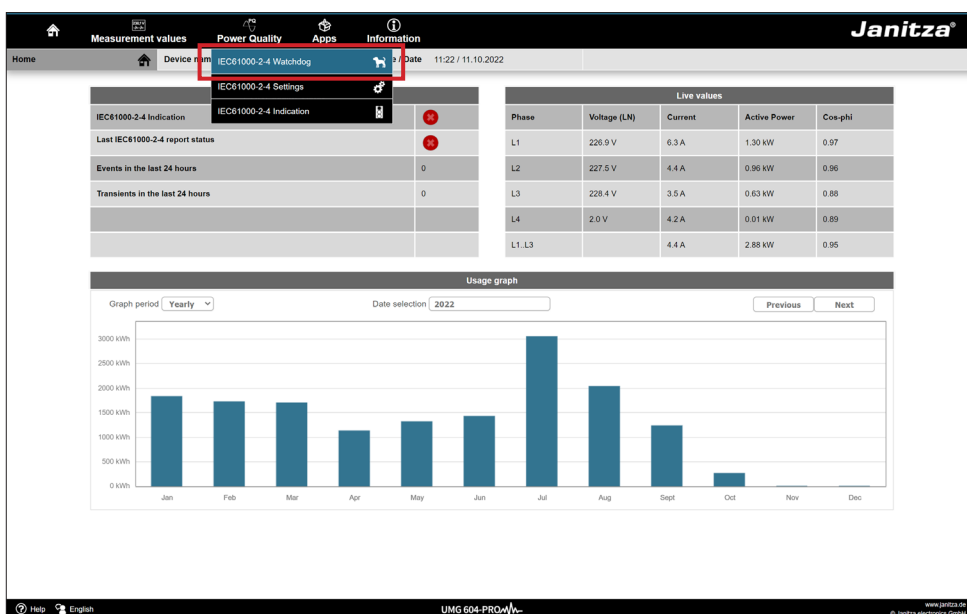 Measurement values
Power Quality
Apps
Information
Janitza®
Home
Device nam
e / Date 11:22 / 11.10.2022
IEC61000-2-4 Watchdog
IEC61000-2-4 Settings
IEC61000-2-4 Indication
IEC61000-2-4 Indication
Last IEC61000-2-4 report status
Events in the last 24 hours 0
Transients in the last 24 hours 0
Live values
Phase Voltage (LN) Current Active Power Cos-phi
L1 226.9 V 6.3 A 1.30 kW 0.97
L2 227.5 V 4.4 A 0.96 kW 0.96
L3 228.4 V 3.5 A 0.63 kW 0.88
L4 2.0 V 4.2 A 0.01 kW 0.89
L1..L3 4.4 A 2.88 kW 0.95
Usage graph
Graph period Yearly Date selection 2022 Previous Next
3000 kWh
2500 kWh
2000 kWh
1500 kWh
1000 kWh
500 kWh
0 kWh
Jan Feb Mar Apr May Jun Jul Aug Sept Oct Nov Dec
Help English UMG 604-PRO
www.janitza.de
© Janitza electronics GmbH